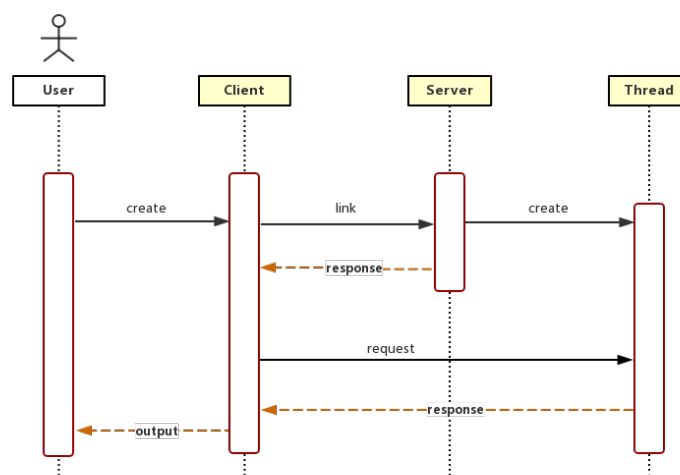 User
Client
Server
Thread
create
link
create
response
request
response
output